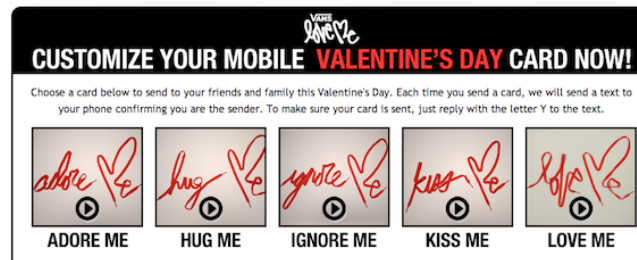 VANS
love Me
CUSTOMIZE YOUR MOBILE VALENTINE'S DAY CARD NOW!
Choose a card below to send to your friends and family this Valentine's Day. Each time you send a card, we will send a text to
your phone confirming you are the sender. To make sure your card is sent, just reply with the letter Y to the text.
adore Me hug Me ignore Me kiss Me love Me
ADORE ME HUG ME IGNORE ME KISS ME LOVE ME